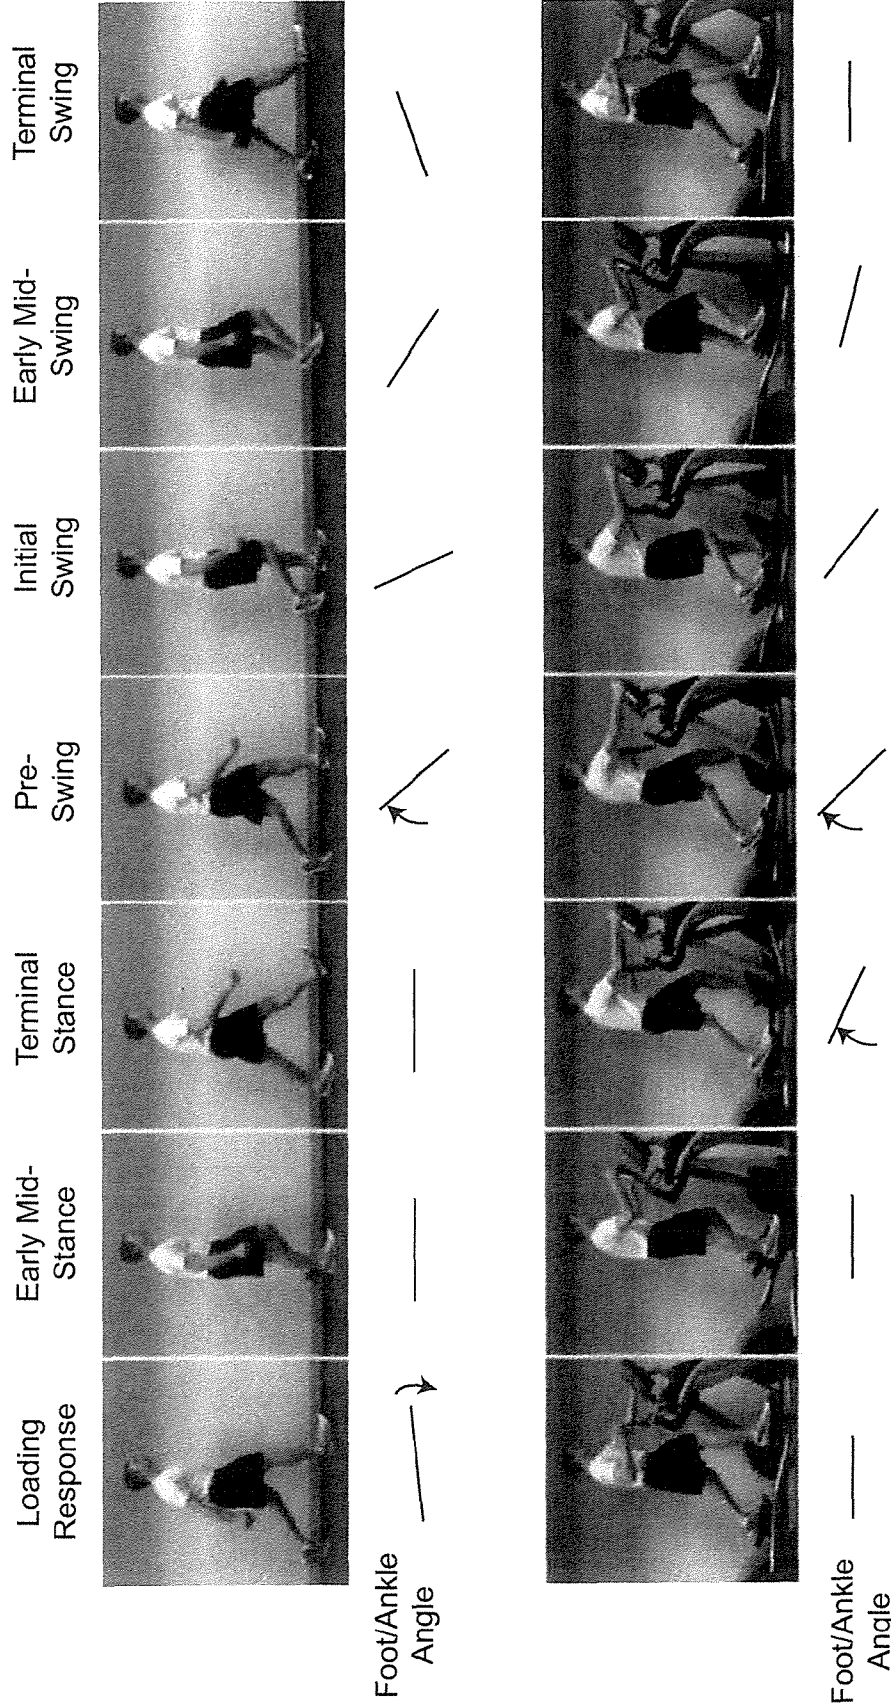 Loading
Response
Early Mid-
Stance
Terminal
Stance
Pre-
Swing
Initial
Swing
Early Mid-
Swing
Terminal
Swing
Foot/Ankle
Angle
Foot/Ankle
Angle